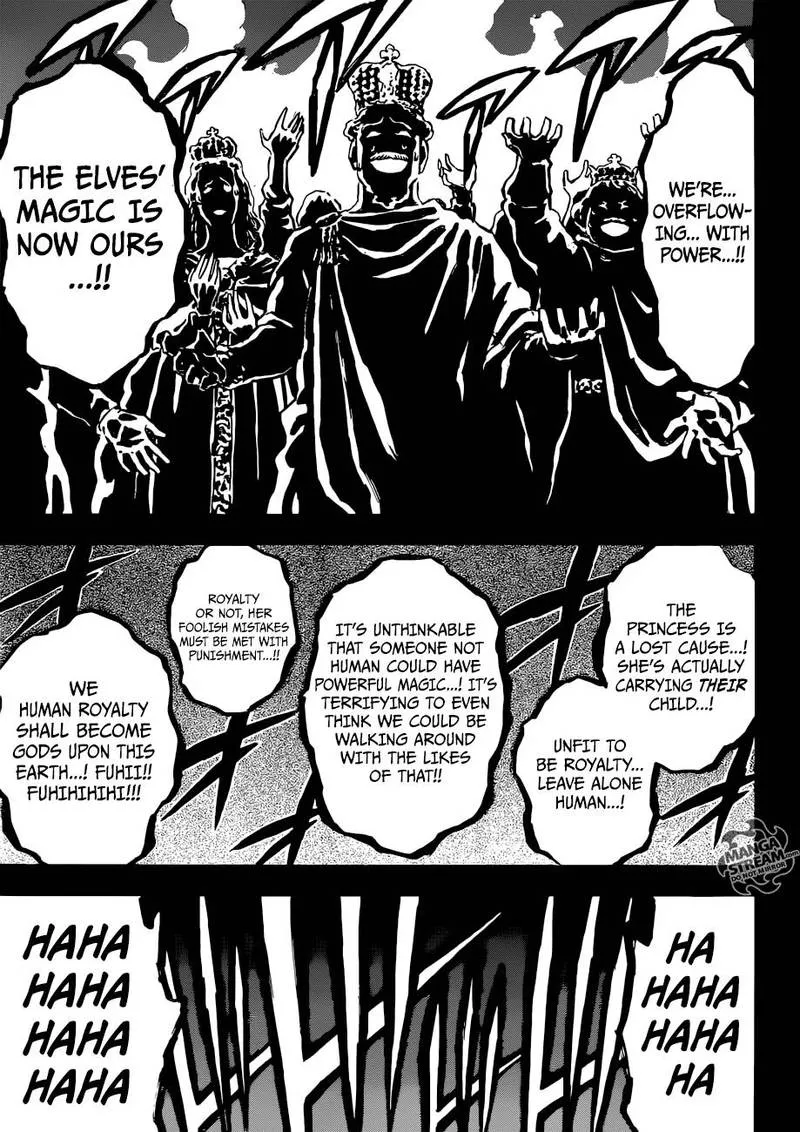 WE'RE...
OVERFLOW-
ING... WITH
POWER...!!
THE ELVES'
MAGIC IS
NOW OURS
...!!
THE
PRINCESS IS
A LOST CAUSE...!
SHE'S ACTUALLY
CARRYING THEIR
CHILD...!
UNFIT TO
BE ROYALTY...
LEAVE ALONE
HUMAN...!
IT'S UNTHINKABLE
THAT SOMEONE NOT
HUMAN COULD HAVE
POWERFUL MAGIC...! IT'S
TERRIFYING TO EVEN
THINK WE COULD BE
WALKING AROUND
WITH THE LIKES
OF THAT!!
ROYALTY
OR NOT, HER
FOOLISH MISTAKES
MUST BE MET WITH
PUNISHMENT...!!
WE
HUMAN ROYALTY
SHALL BECOME
GODS UPON THIS
EARTH...! FUHII!!
FUHIHIHIHI!!!
MANGA
STREAM.com
DO NOT MIRROR
HA
HAHA
HAHA
HA
HAHA
HAHA
HAHA
HAHA